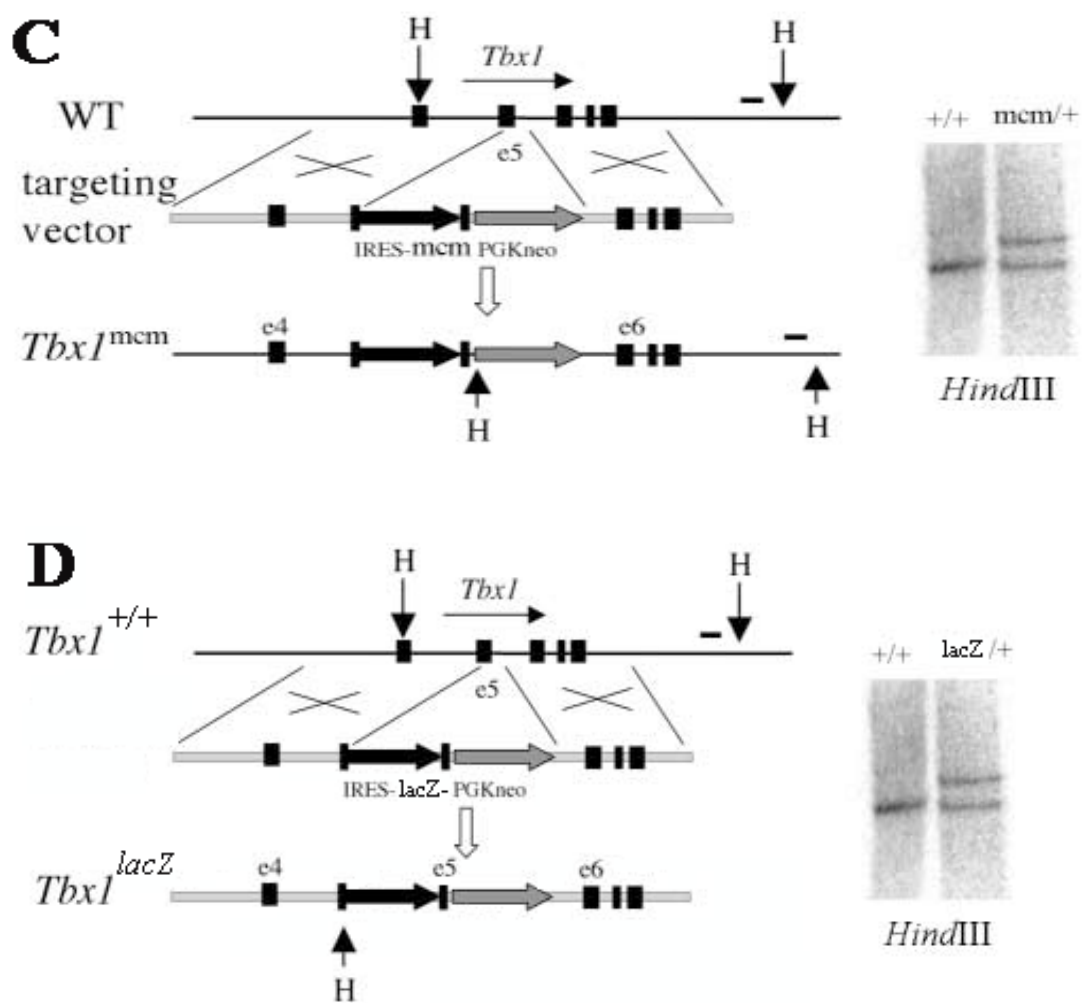 C
H
Tbx1
H
WT
+/+ mcm/+
e5
targeting
vector
IRES-mcm PGKneo
Tbx1mcm
e4
e6
HindIII
H
H
D
H
Tbx1
H
Tbx1+/+
+/+ lacZ/+
e5
IRES-lacZ-PGKneo
Tbx1lacZ
e4
e5
e6
HindIII
H